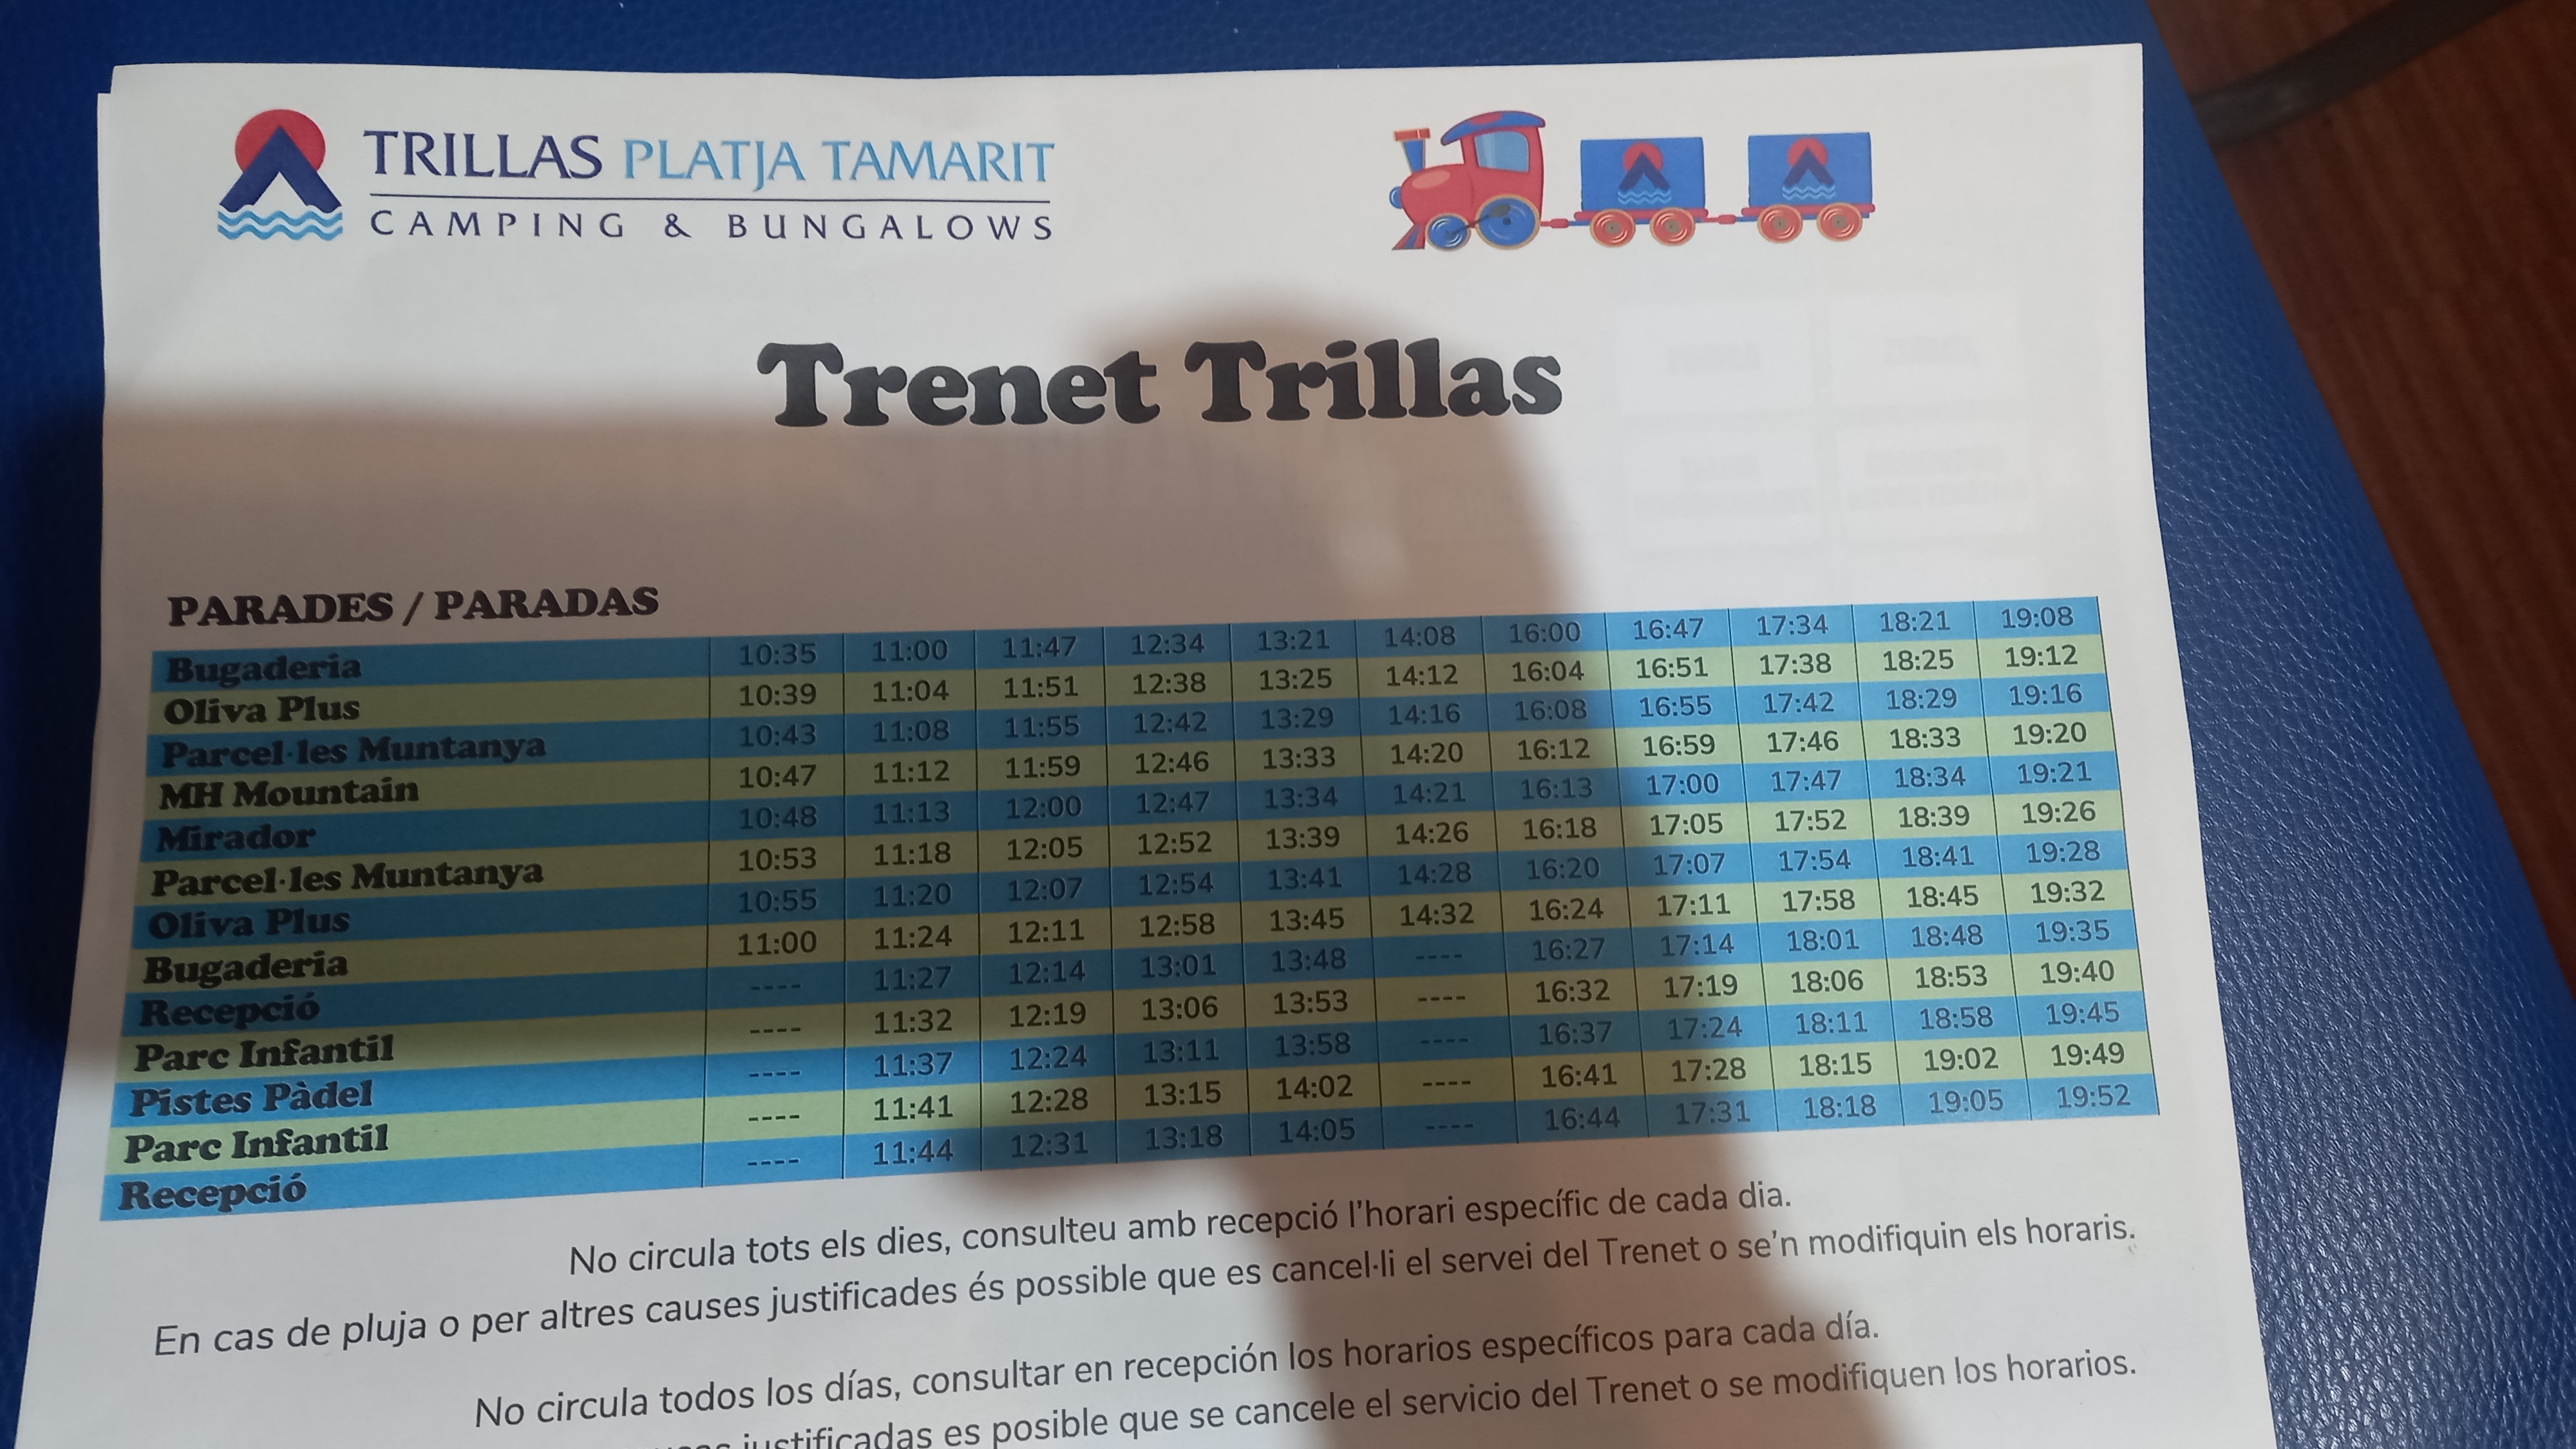 TRILLAS PLATJA TAMARIT
CAMPING & BUNGALOWS
Trenet Trillas
PARADES / PARADAS
Bugaderia 10:35 11:00 11:47 12:34 13:21 14:08 16:00 16:47 17:34 18:21 19:08
Oliva Plus 10:39 11:04 11:51 12:38 13:25 14:12 16:04 16:51 17:38 18:25 19:12
Parcel·les Muntanya 10:43 11:08 11:55 12:42 13:29 14:16 16:08 16:55 17:42 18:29 19:16
MH Mountain 10:47 11:12 11:59 12:46 13:33 14:20 16:12 16:59 17:46 18:33 19:20
Mirador 10:48 11:13 12:00 12:47 13:34 14:21 16:13 17:00 17:47 18:34 19:21
Parcel·les Muntanya 10:53 11:18 12:05 12:52 13:39 14:26 16:18 17:05 17:52 18:39 19:26
Oliva Plus 10:55 11:20 12:07 12:54 13:41 14:28 16:20 17:07 17:54 18:41 19:28
Bugaderia 11:00 11:24 12:11 12:58 13:45 14:32 16:24 17:11 17:58 18:45 19:32
Recepció ---- 11:27 12:14 13:01 13:48 ---- 16:27 17:14 18:01 18:48 19:35
Parc Infantil ---- 11:32 12:19 13:06 13:53 ---- 16:32 17:19 18:06 18:53 19:40
Pistes Pàdel ---- 11:37 12:24 13:11 13:58 ---- 16:37 17:24 18:11 18:58 19:45
Parc Infantil ---- 11:41 12:28 13:15 14:02 ---- 16:41 17:28 18:15 19:02 19:49
Recepció ---- 11:44 12:31 13:18 14:05 ---- 16:44 17:31 18:18 19:05 19:52
No circula tots els dies, consulteu amb recepció l'horari específic de cada dia.
En cas de pluja o per altres causes justificades és possible que es cancel·li el servei del Trenet o se'n modifiquin els horaris.
No circula todos los días, consultar en recepción los horarios específicos para cada día.
justificadas es posible que se cancele el servicio del Trenet o se modifiquen los horarios.